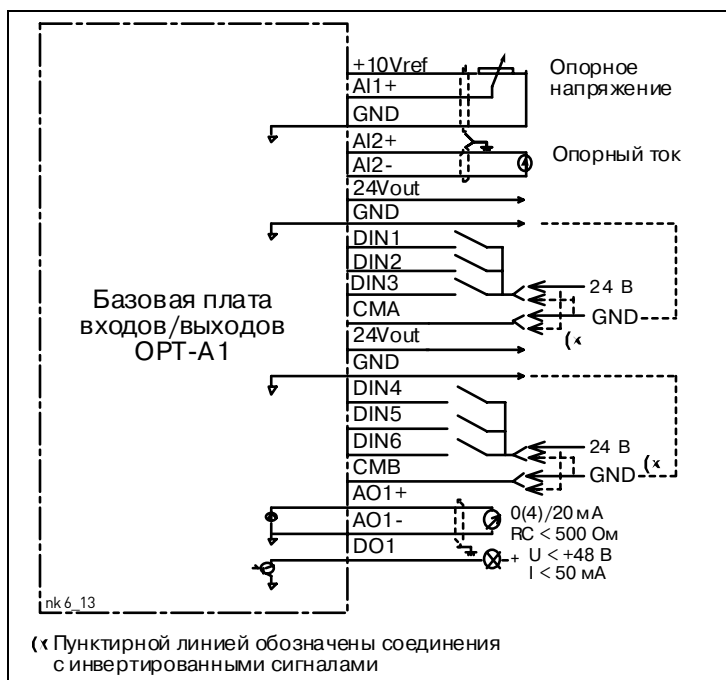 +10Vref
Опорное
AI1+
напряжение
GND
AI2+
Опорный ток
AI2-
24Vout
GND
DIN1
DIN2
DIN3
24 В
CMA
GND
(x
24Vout
GND
Базовая плата
входов/выходов
OPT-A1
DIN4
DIN5
DIN6
24 В
CMB
GND
(x
AO1+
0(4)/20 мА
AO1-
RC < 500 Ом
DO1
+ U < +48 В
I < 50 мА
nk6_13
(x Пунктирной линией обозначены соединения
с инвертированными сигналами